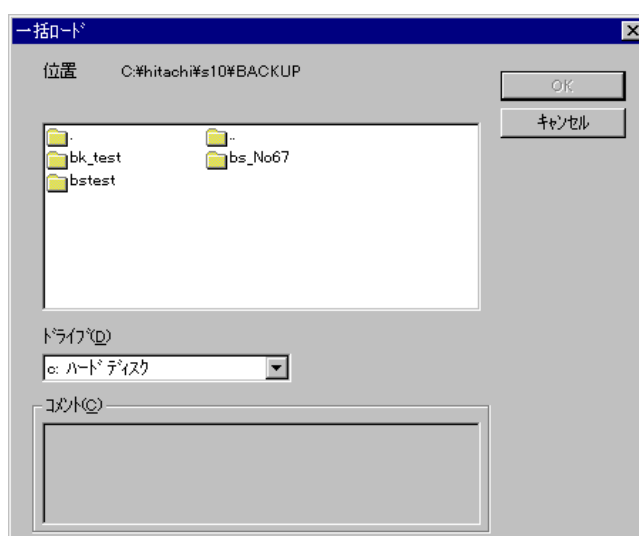 一括ﾛｰﾄﾞ
位置 C:¥hitachi¥s10¥BACKUP
OK
ｷｬﾝｾﾙ
. ..
bk_test bs_No67
bstest
ﾄﾞﾗｲﾌﾞ(D)
c: ﾊｰﾄﾞ ﾃﾞｨｽｸ
ｺﾒﾝﾄ(C)